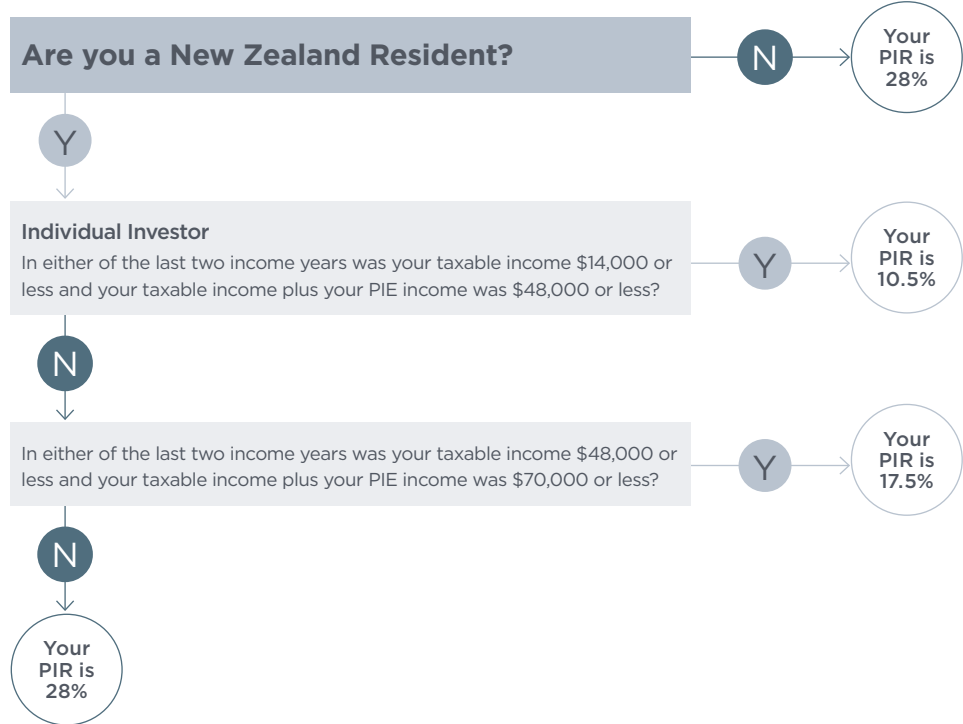 Are you a New Zealand Resident?
N
Your
PIR is
28%
Y
Individual Investor
In either of the last two income years was your taxable income $14,000 or
less and your taxable income plus your PIE income was $48,000 or less?
Y
Your
PIR is
10.5%
N
In either of the last two income years was your taxable income $48,000 or
less and your taxable income plus your PIE income was $70,000 or less?
Y
Your
PIR is
17.5%
N
Your
PIR is
28%